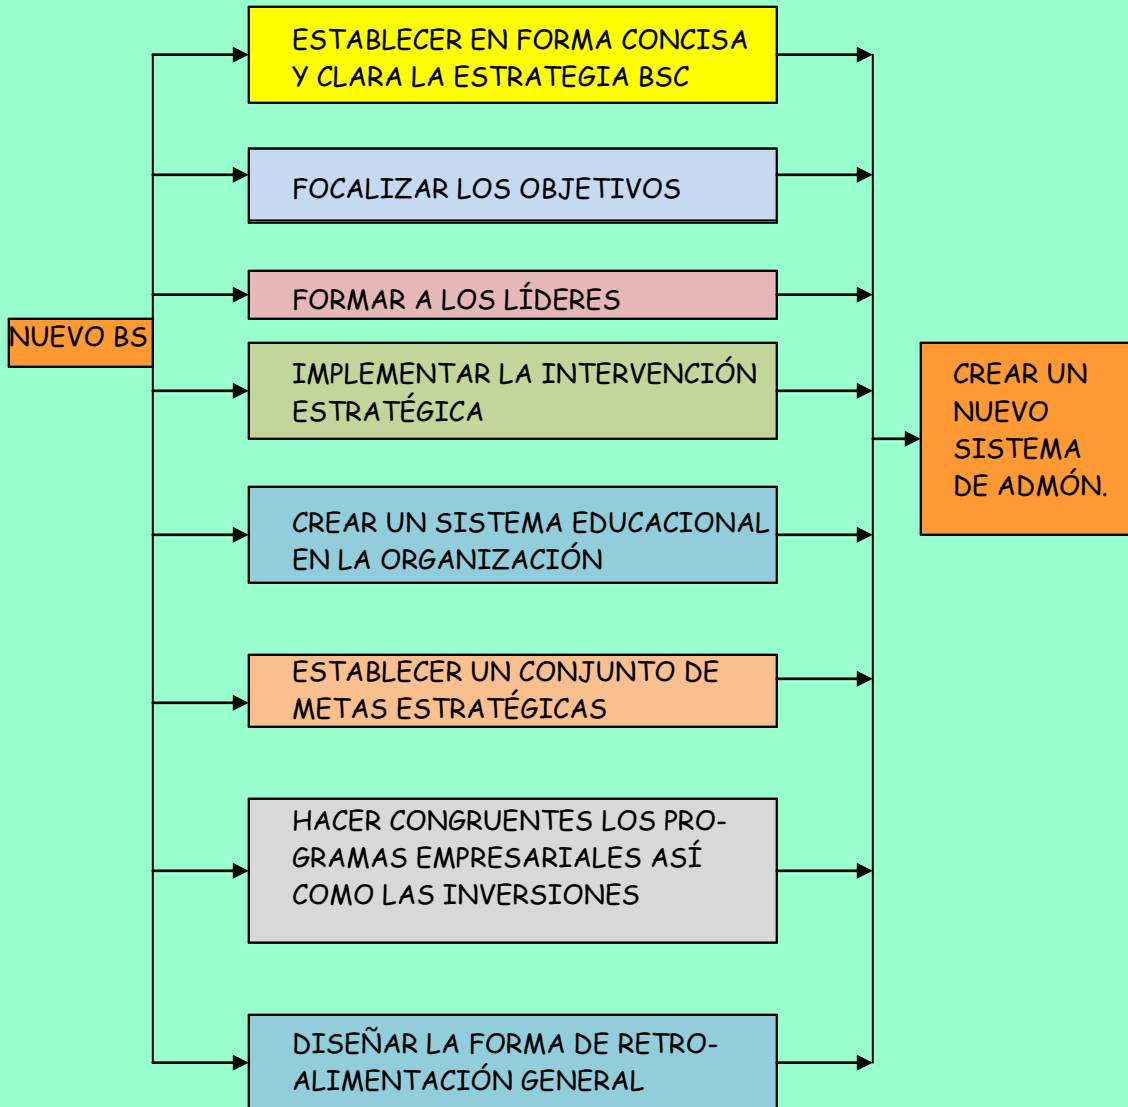 ESTABLECER EN FORMA CONCISA
Y CLARA LA ESTRATEGIA BSC
FOCALIZAR LOS OBJETIVOS
FORMAR A LOS LÍDERES
NUEVO BS
IMPLEMENTAR LA INTERVENCIÓN
ESTRATÉGICA
CREAR UN
NUEVO
SISTEMA
DE ADMÓN.
CREAR UN SISTEMA EDUCACIONAL
EN LA ORGANIZACIÓN
ESTABLECER UN CONJUNTO DE
METAS ESTRATÉGICAS
HACER CONGRUENTES LOS PRO-
GRAMAS EMPRESARIALES ASÍ
COMO LAS INVERSIONES
DISEÑAR LA FORMA DE RETRO-
ALIMENTACIÓN GENERAL